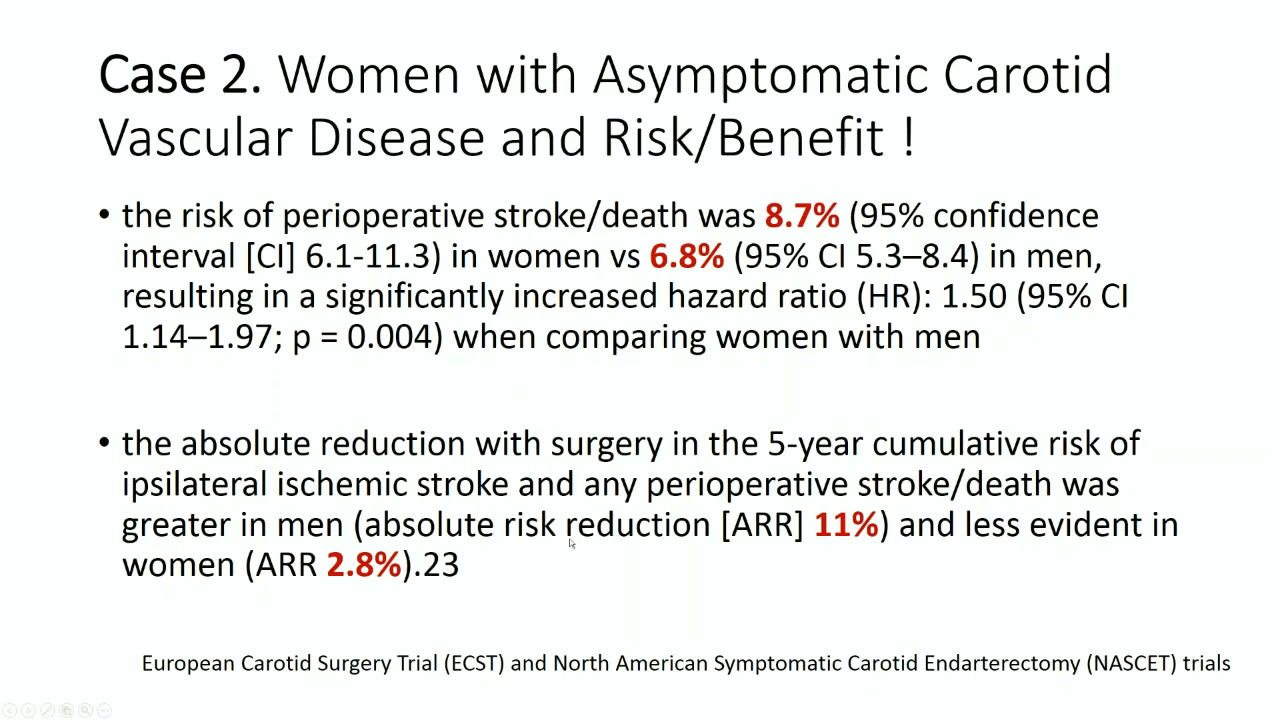 Case 2. Women with Asymptomatic Carotid
Vascular Disease and Risk/Benefit !
• the risk of perioperative stroke/death was 8.7% (95% confidence
interval [CI] 6.1-11.3) in women vs 6.8% (95% CI 5.3–8.4) in men,
resulting in a significantly increased hazard ratio (HR): 1.50 (95% CI
1.14–1.97; p = 0.004) when comparing women with men
• the absolute reduction with surgery in the 5-year cumulative risk of
ipsilateral ischemic stroke and any perioperative stroke/death was
greater in men (absolute risk reduction [ARR] 11%) and less evident in
women (ARR 2.8%).23
European Carotid Surgery Trial (ECST) and North American Symptomatic Carotid Endarterectomy (NASCET) trials